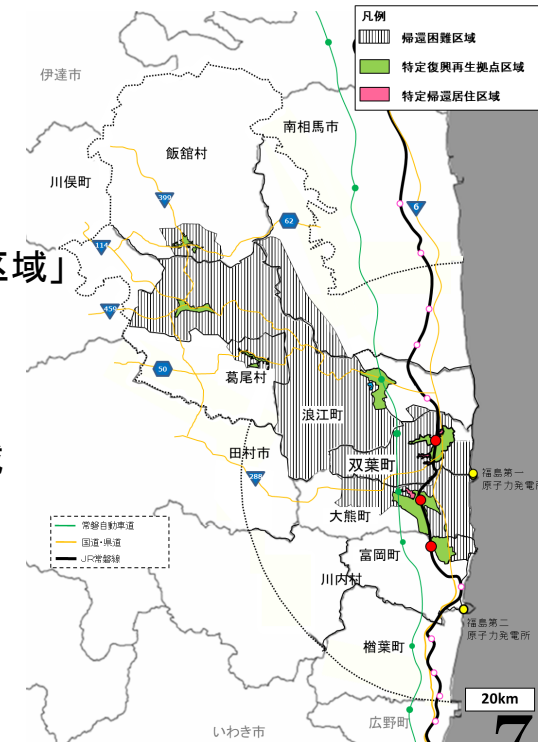 凡例
帰還困難区域
特定復興再生拠点区域
特定帰還居住区域
伊達市
南相馬市
飯舘村
川俣町
399
6
62
114
区域」
459
50
葛尾村
浪江町
田村市
双葉町
288
福島第一
原子力発電所
大熊町
常磐自動車道
国道・県道
JR常磐線
富岡町
川内村
福島第二
原子力発電所
楢葉町
20km
広野町
いわき市
7